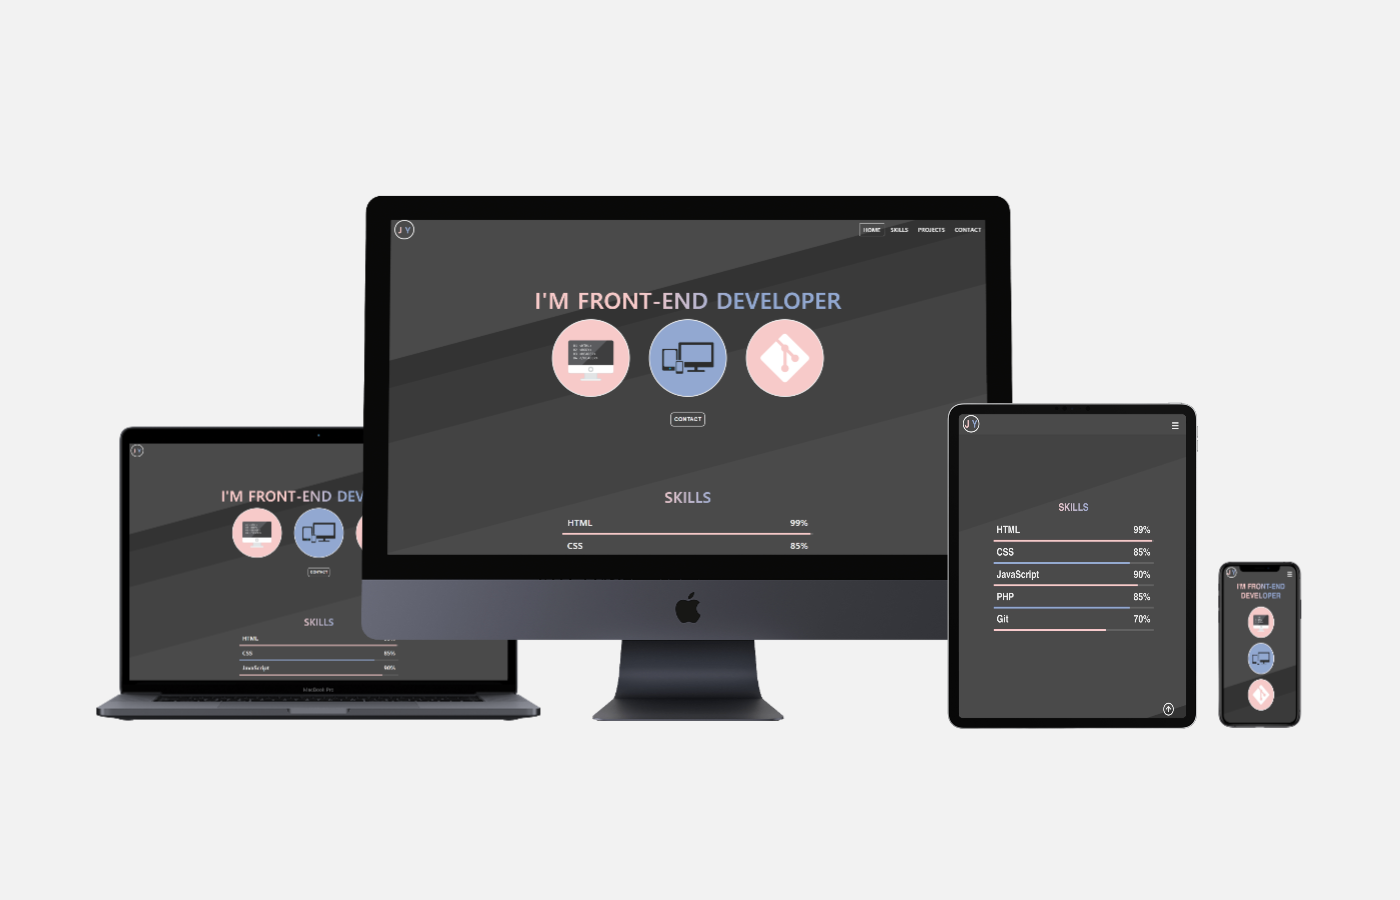 J Y
HOME SKILLS PROJECTS CONTACT
I'M FRONT-END DEVELOPER
CONTACT
SKILLS
HTML 99%
CSS 85%
J Y
I'M FRONT-END DEV
CONTACT
SKILLS
HTML
CSS 85%
JavaScript 90%
MacBook Pro
J Y
SKILLS
HTML 99%
CSS 85%
JavaScript 90%
PHP 85%
Git 70%
J Y
I'M FRONT-END
DEVELOPER